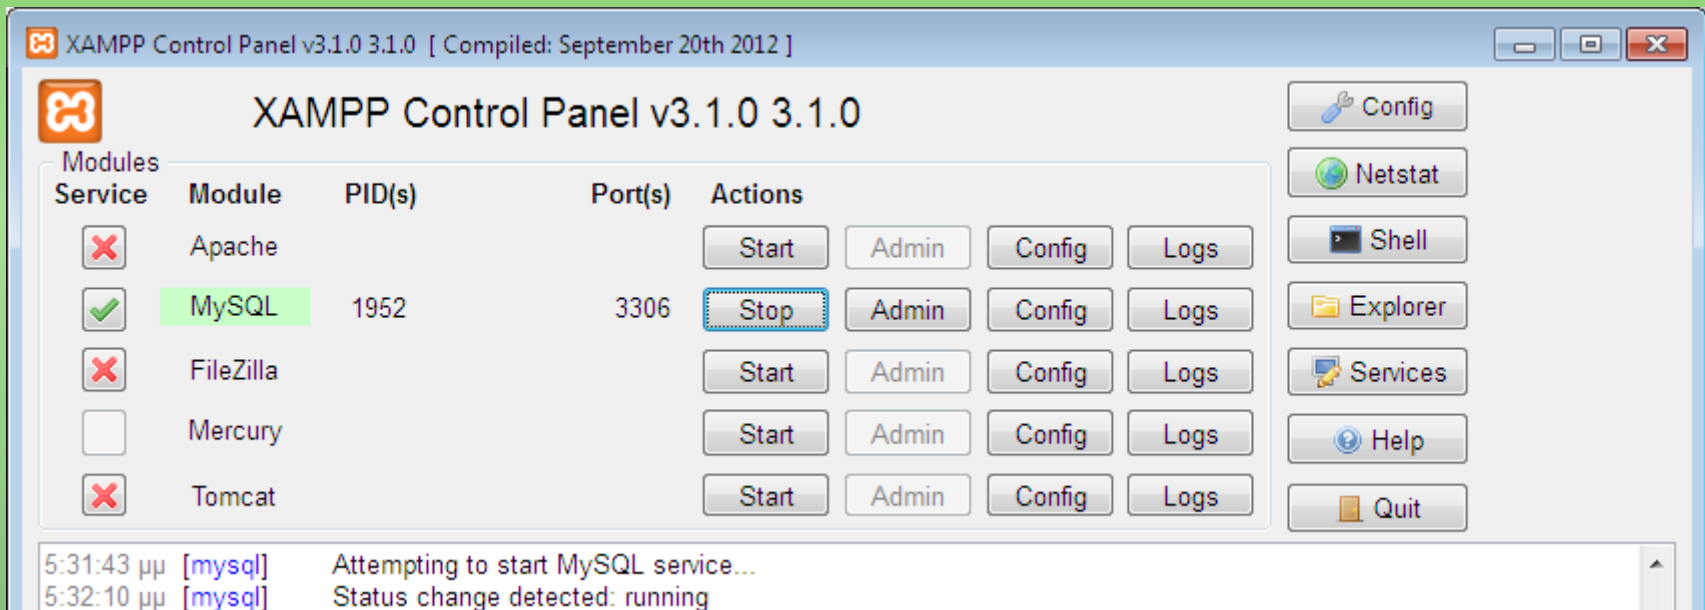 XAMPP Control Panel v3.1.0 3.1.0 [ Compiled: September 20th 2012 ]
XAMPP Control Panel v3.1.0 3.1.0
Config
Modules
Netstat
Service Module PID(s) Port(s) Actions
Apache Start Admin Config Logs
Shell
MySQL 1952 3306 Stop Admin Config Logs
Explorer
FileZilla Start Admin Config Logs
Services
Mercury Start Admin Config Logs
Help
Tomcat Start Admin Config Logs
Quit
5:31:43 μμ [mysql] Attempting to start MySQL service...
5:32:10 μμ [mysql] Status change detected: running